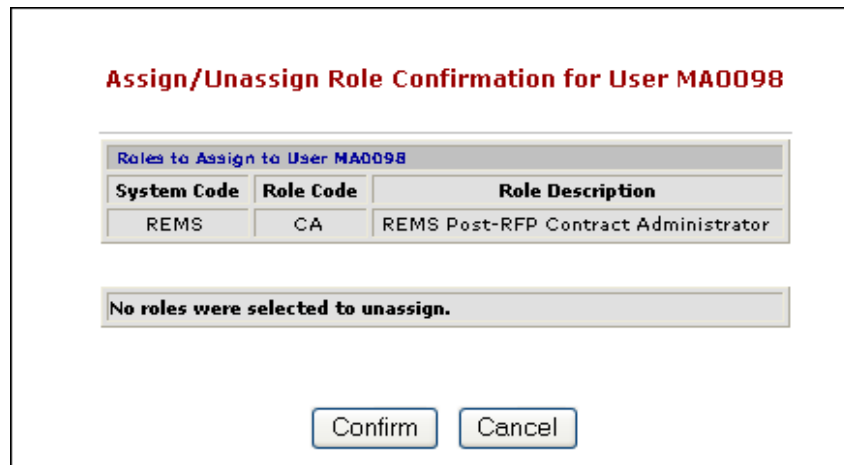 Assign/Unassign Role Confirmation for User MA0098
Roles to Assign to User MA0098
System Code Role Code Role Description
REMS CA REMS Post-RFP Contract Administrator
No roles were selected to unassign.
Confirm Cancel